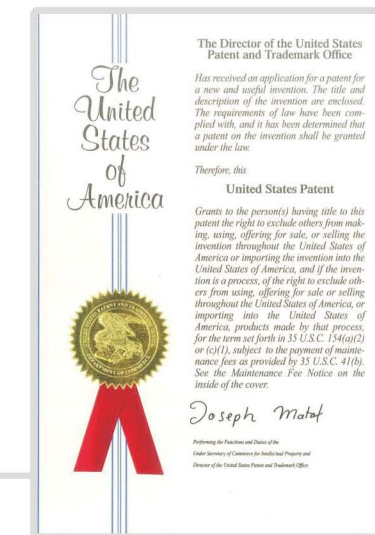 The
United
States
of
America
The Director of the United States
Patent and Trademark Office
Has received an application for a patent for
a new and useful invention. The title and
description of the invention are enclosed.
The requirements of law have been com-
plied with, and it has been determined that
a patent on the invention shall be granted
under the law.
Therefore, this
United States Patent
Grants to the person(s) having title to this
patent the right to exclude others from mak-
ing, using, offering for sale, or selling the
invention throughout the United States of
America or importing the invention into the
United States of America, and if the inven-
tion is a process, of the right to exclude oth-
ers from using, offering for sale or selling
throughout the United States of America, or
importing into the United States of
America, products made by that process,
for the term set forth in 35 U.S.C. 154(a)(2)
or (c)(1), subject to the payment of mainte-
nance fees as provided by 35 U.S.C. 41(b).
See the Maintenance Fee Notice on the
inside of the cover.
Joseph Matal
Performing the Functions and Duties of the
Under Secretary of Commerce for Intellectual Property and
Director of the United States Patent and Trademark Office